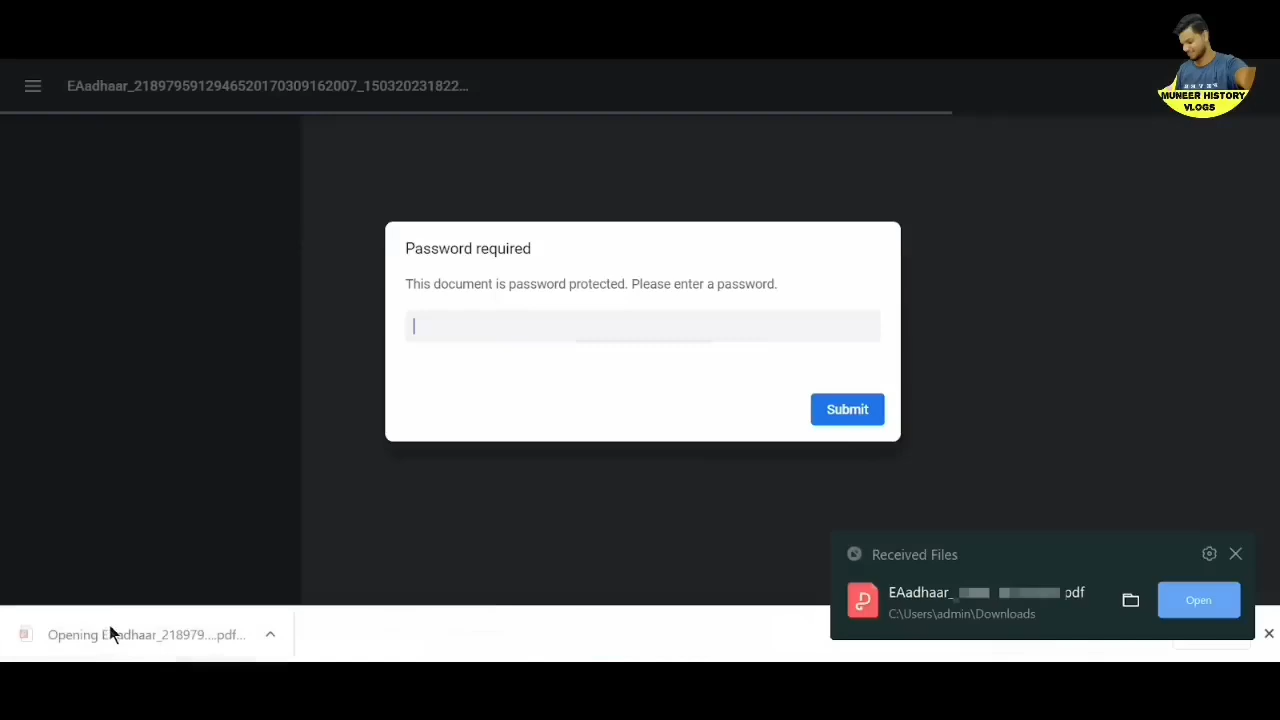 MUNEER HISTORY
VLOGS
EAadhaar_2189795912946520170309162007_150320231822...
Password required
This document is password protected. Please enter a password.
Submit
Received Files
EAadhaar_ pdf
C:\Users\admin\Downloads
Open
Opening EAadhaar_218979....pdf...